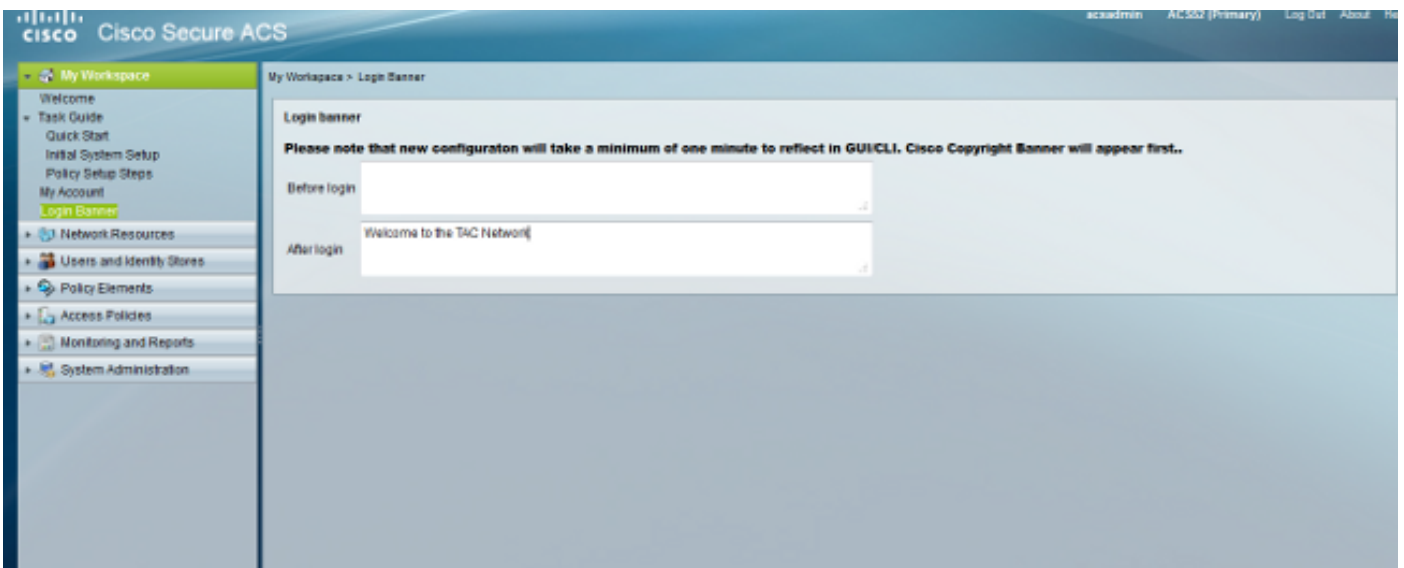 CISCO Cisco Secure ACS
acsadmin ACS52 (Primary) Log Out About He
My Workspace
Welcome
Task Guide
Quick Start
Initial System Setup
Policy Setup Steps
My Account
Login Banner
Network Resources
Users and Identity Stores
Policy Elements
Access Policies
Monitoring and Reports
System Administration
My Workspace > Login Banner
Login banner
Please note that new configuraton will take a minimum of one minute to reflect in GUI/CLI. Cisco Copyright Banner will appear first..
Before login
After login
Welcome to the TAC Network